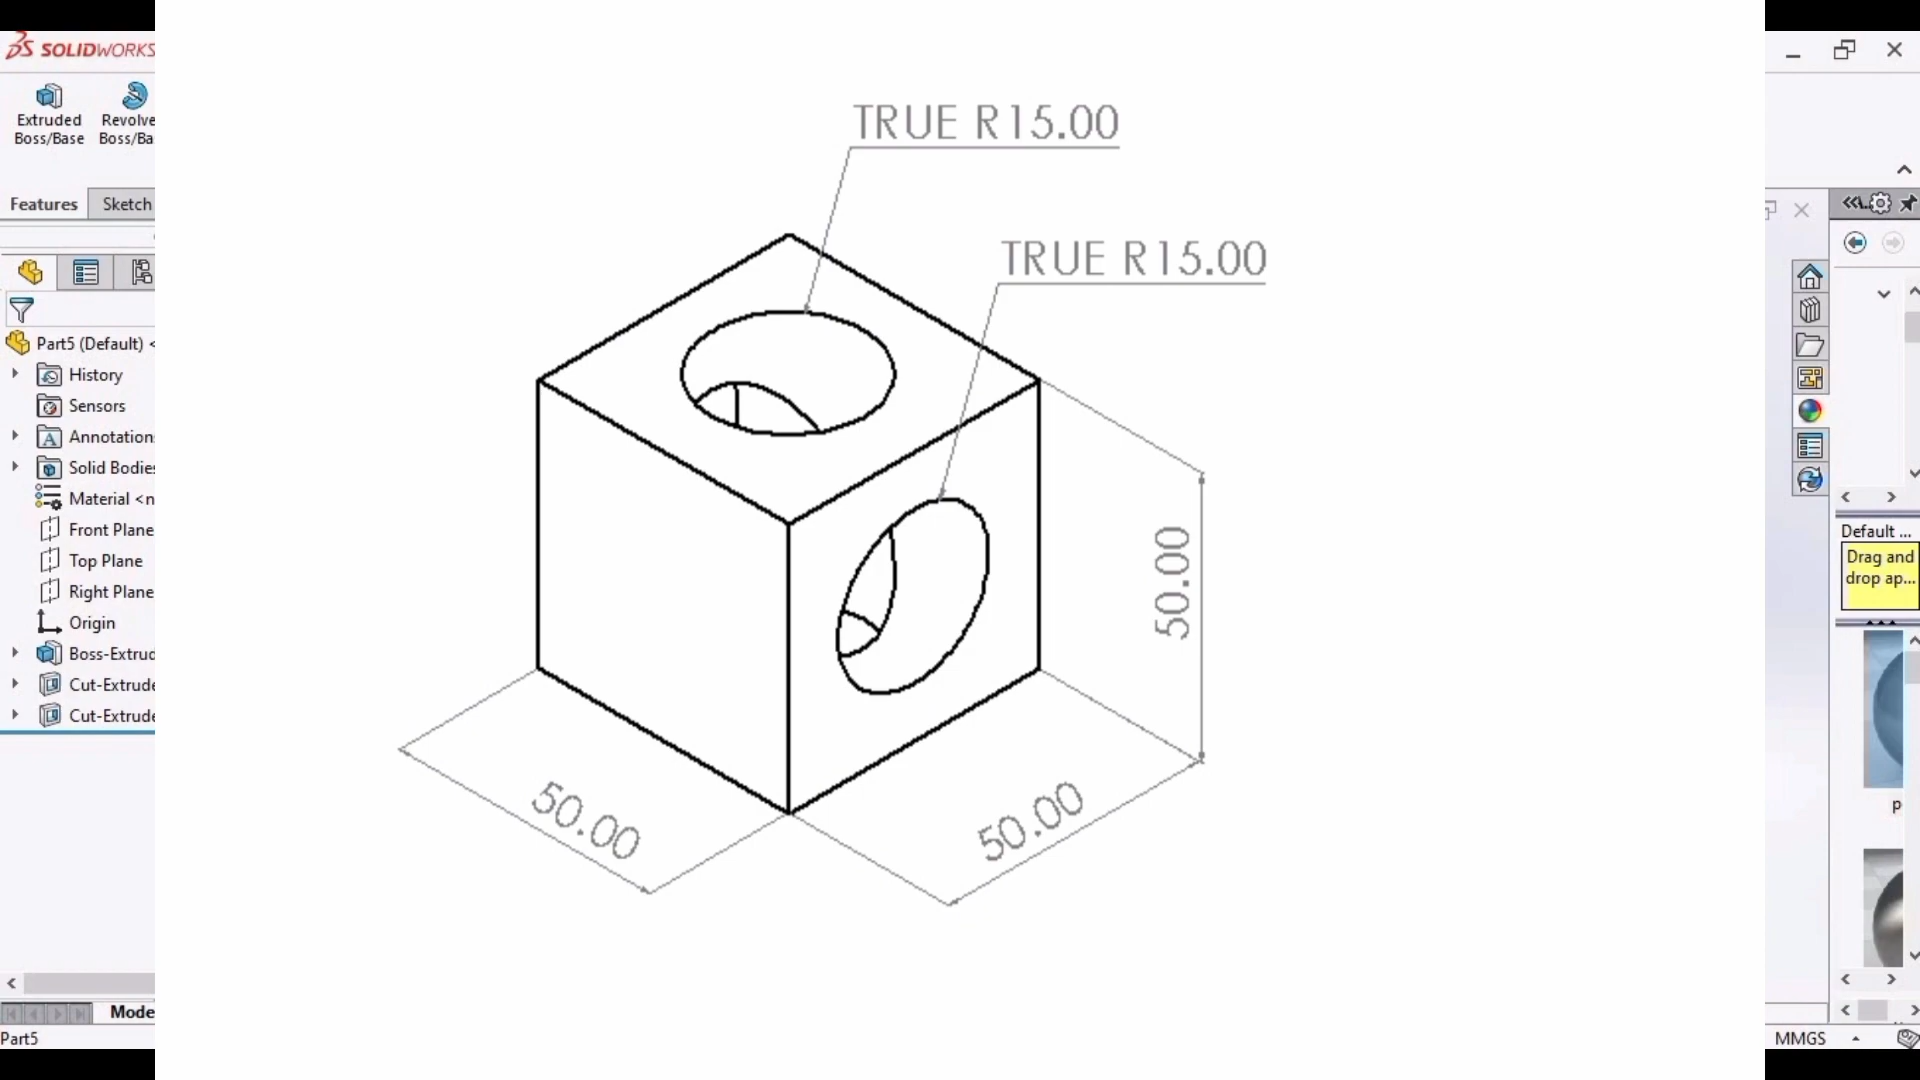 SOLIDWORKS
Extruded Boss/Base
Revolve Boss/Ba
Features
Sketch
Part5 (Default) <
History
Sensors
Annotation
Solid Bodie
Material <n
Front Plane
Top Plane
Right Plane
Origin
Boss-Extrud
Cut-Extrude
Cut-Extrude
Mode
Part5
TRUE R15.00
TRUE R15.00
50.00
50.00
50.00
Default ...
Drag and
drop ap...
p
MMGS